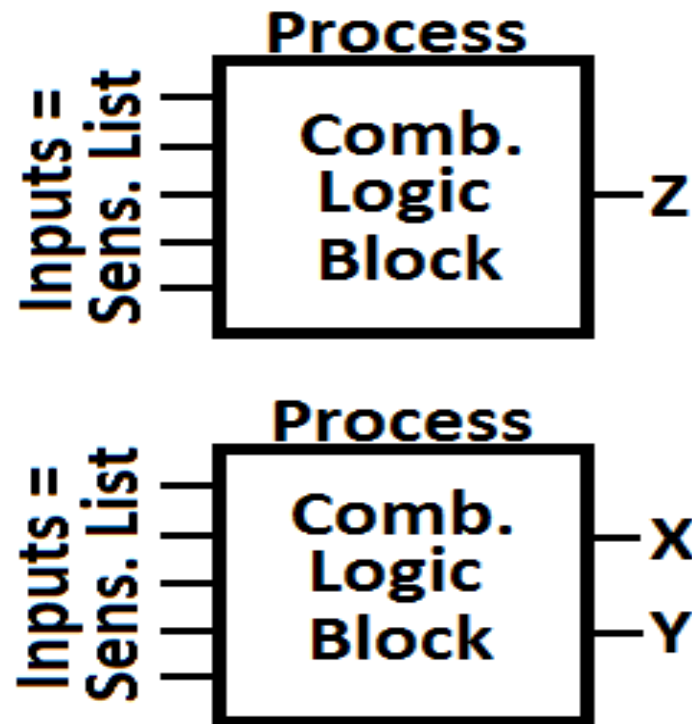 Process
Inputs =
Sens. List
Comb.
Logic
Block
Z
Process
Inputs =
Sens. List
Comb.
Logic
Block
X
Y